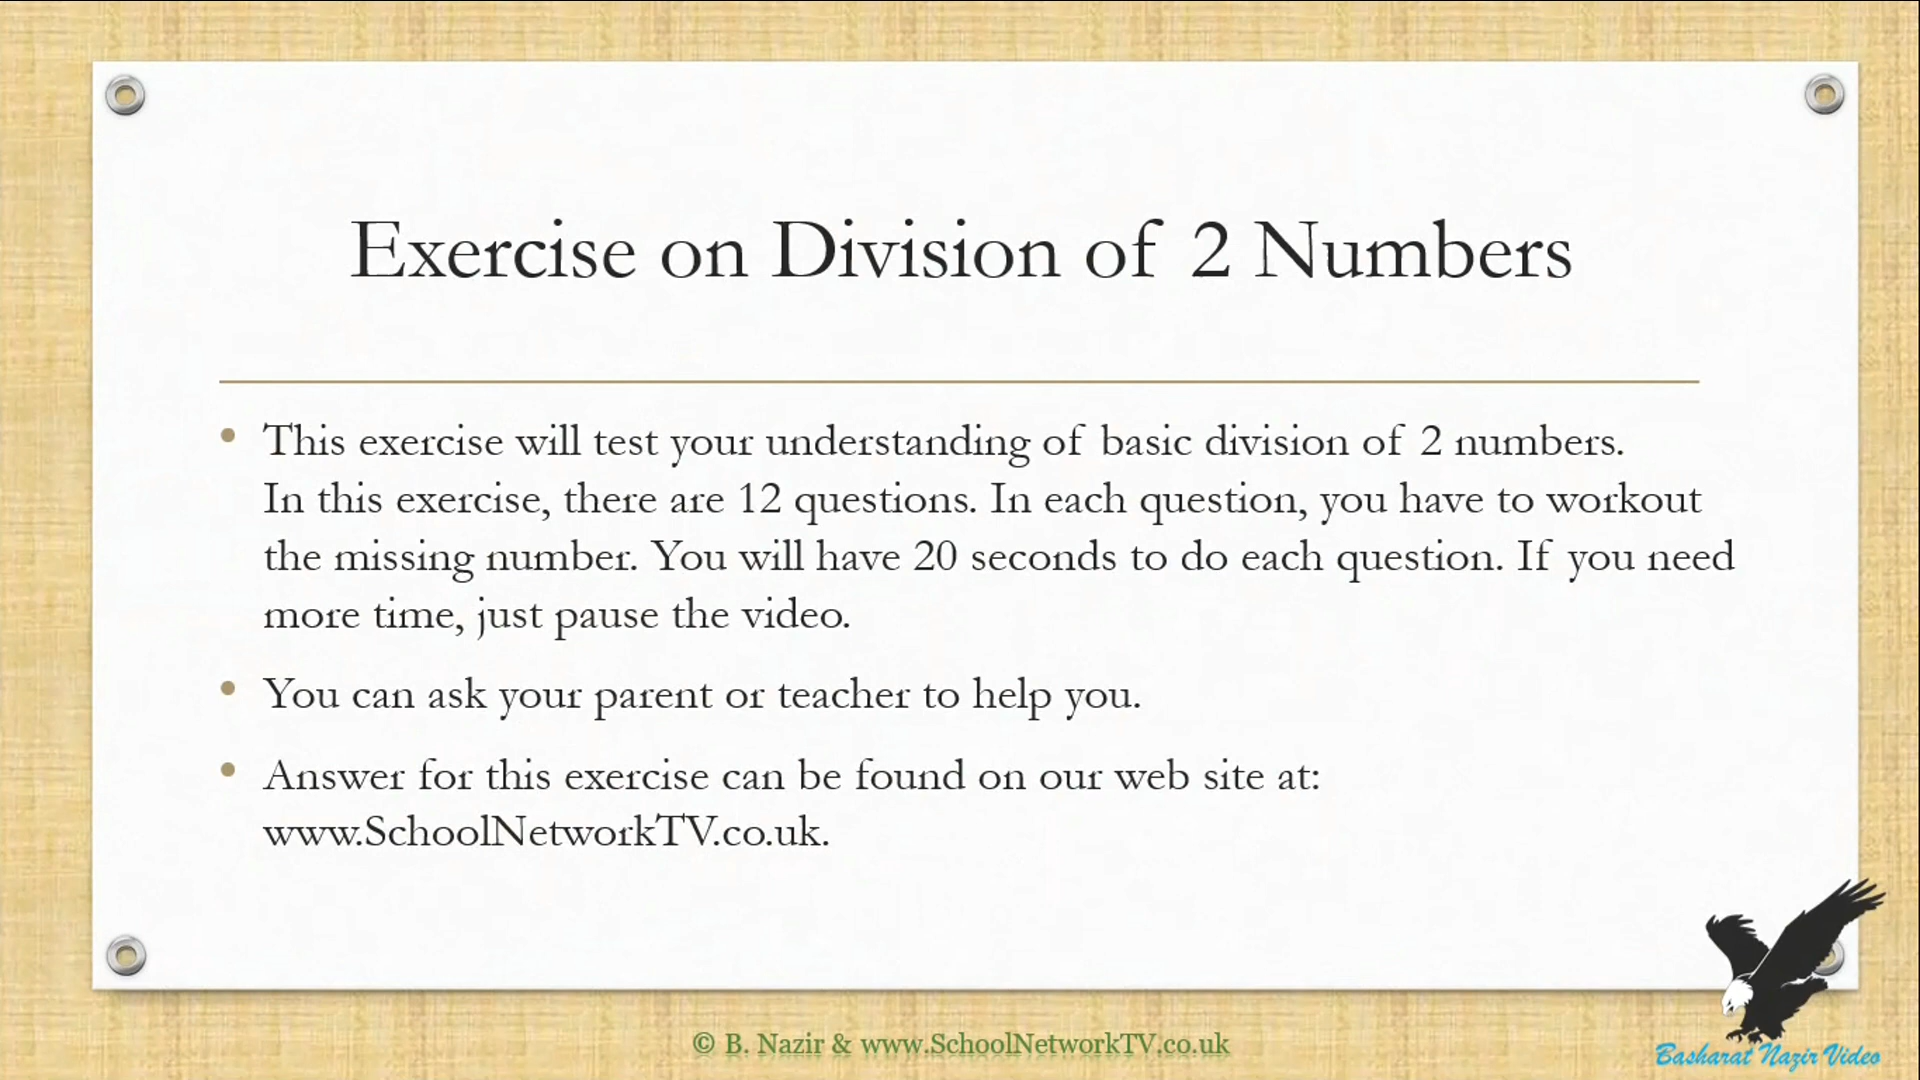 Exercise on Division of 2 Numbers
• This exercise will test your understanding of basic division of 2 numbers.
In this exercise, there are 12 questions. In each question, you have to workout
the missing number. You will have 20 seconds to do each question. If you need
more time, just pause the video.
• You can ask your parent or teacher to help you.
• Answer for this exercise can be found on our web site at:
www.SchoolNetworkTV.co.uk.
© B. Nazir & www.SchoolNetworkTV.co.uk
Basharat Nazir Video